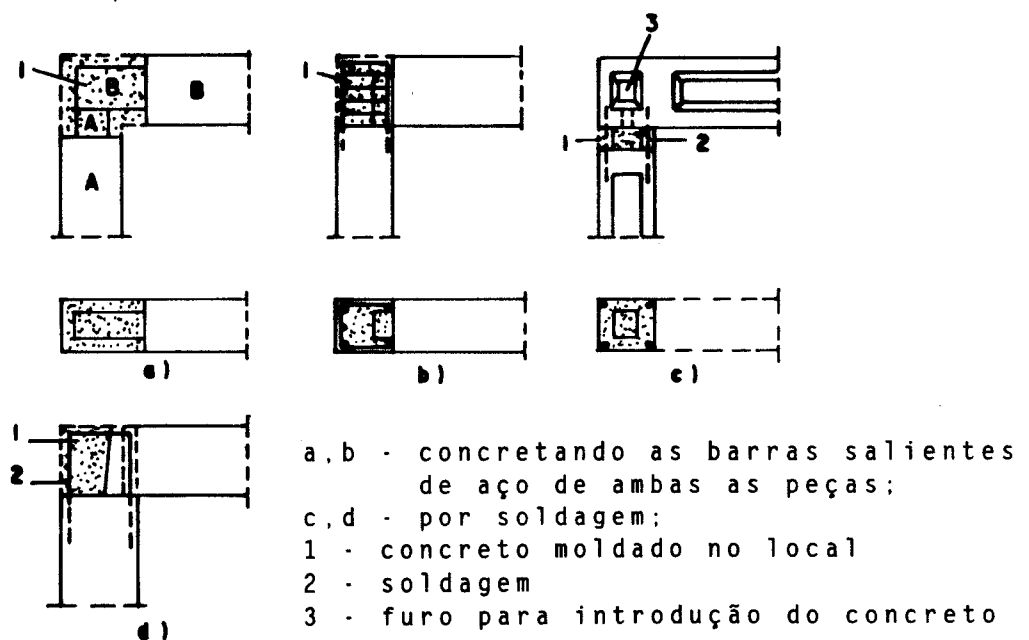 3
1
B
B
A
A
1
1
2
a)
b)
c)
1
2
d)
a,b - concretando as barras salientes
de aço de ambas as peças;
c,d - por soldagem;
1 - concreto moldado no local
2 - soldagem
3 - furo para introdução do concreto